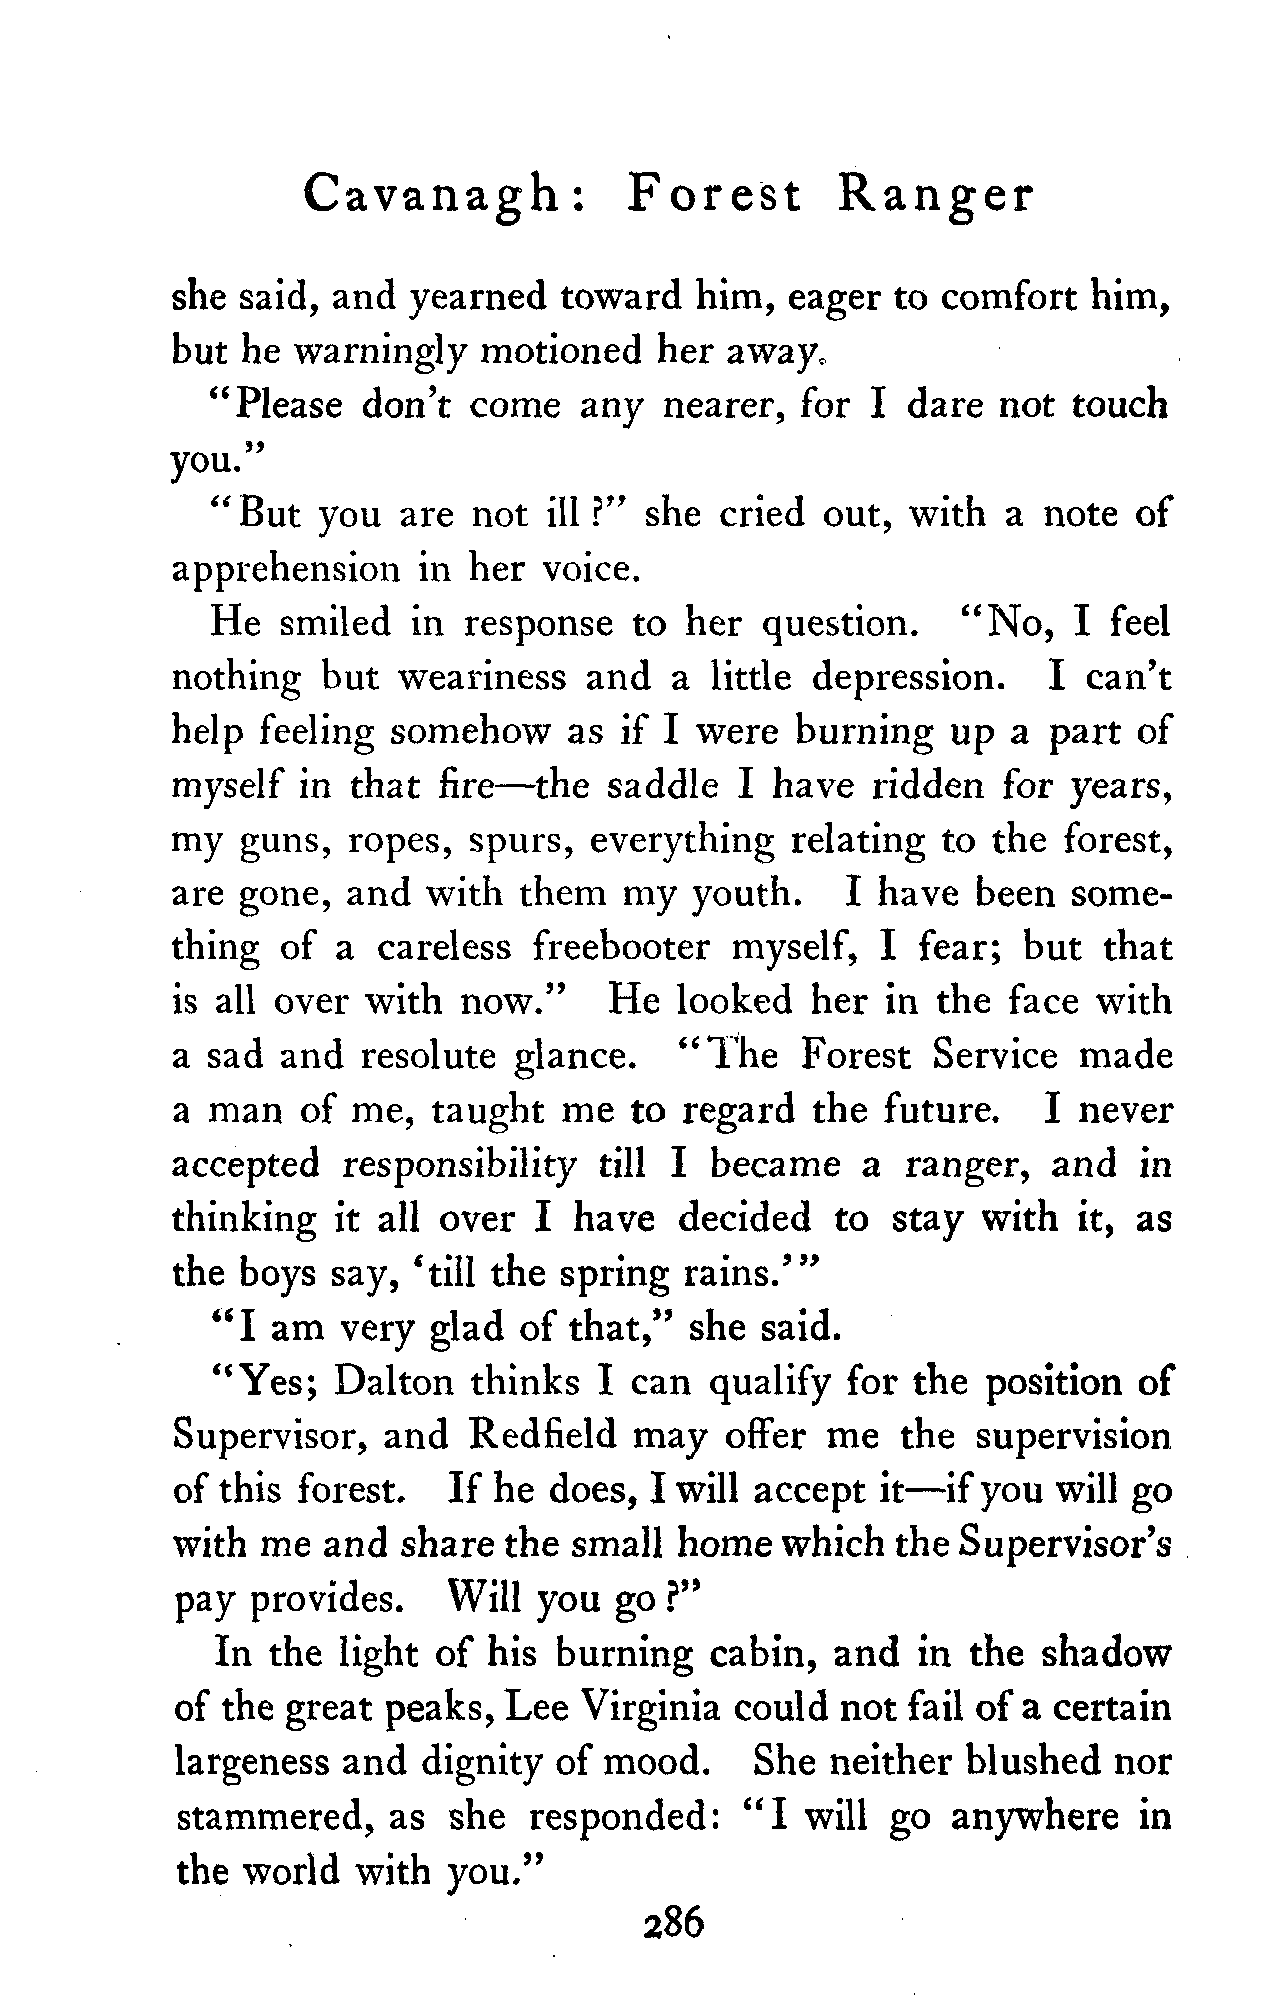 Cavanagh: Forest Ranger
she said, and yearned toward him, eager to comfort him,
but he warningly motioned her away.
"Please don't come any nearer, for I dare not touch
you."
"But you are not ill?" she cried out, with a note of
apprehension in her voice.
He smiled in response to her question. "No, I feel
nothing but weariness and a little depression. I can't
help feeling somehow as if I were burning up a part of
myself in that fire—the saddle I have ridden for years,
my guns, ropes, spurs, everything relating to the forest,
are gone, and with them my youth. I have been some-
thing of a careless freebooter myself, I fear; but that
is all over with now." He looked her in the face with
a sad and resolute glance. "The Forest Service made
a man of me, taught me to regard the future. I never
accepted responsibility till I became a ranger, and in
thinking it all over I have decided to stay with it, as
the boys say, 'till the spring rains.'"
"I am very glad of that," she said.
"Yes; Dalton thinks I can qualify for the position of
Supervisor, and Redfield may offer me the supervision
of this forest. If he does, I will accept it—if you will go
with me and share the small home which the Supervisor's
pay provides. Will you go?"
In the light of his burning cabin, and in the shadow
of the great peaks, Lee Virginia could not fail of a certain
largeness and dignity of mood. She neither blushed nor
stammered, as she responded: "I will go anywhere in
the world with you."
286